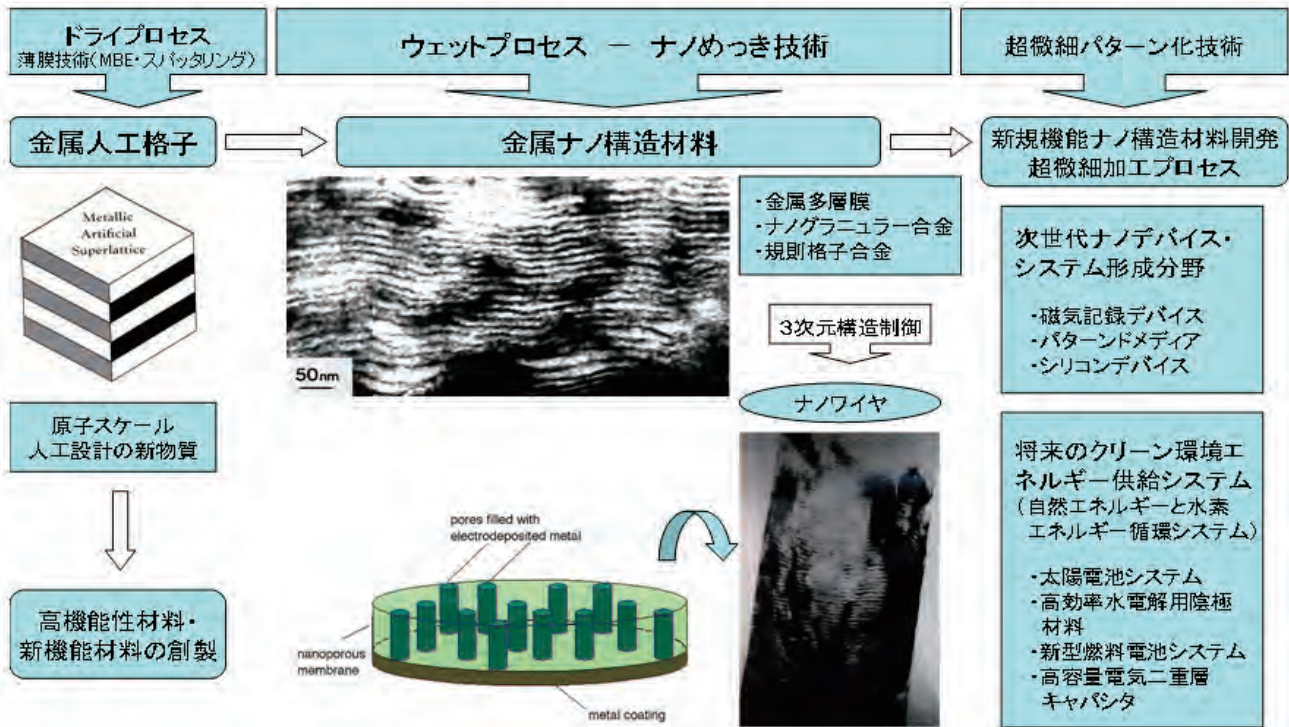 ドライプロセス
薄膜技術(MBE・スパッタリング)
ウェットプロセス － ナノめっき技術
超微細パターン化技術
金属人工格子
金属ナノ構造材料
新規機能ナノ構造材料開発
超微細加工プロセス
Metallic
Artificial
Superlattice
50nm
・金属多層膜
・ナノグラニュラー合金
・規則格子合金
3次元構造制御
ナノワイヤ
原子スケール
人工設計の新物質
高機能性材料・
新機能材料の創製
pores filled with
electrodeposited metal
nanoporous
membrane
metal coating
次世代ナノデバイス・
システム形成分野
・磁気記録デバイス
・パターンドメディア
・シリコンデバイス
将来のクリーン環境エ
ネルギー供給システム
(自然エネルギーと水素
エネルギー循環システム)
・太陽電池システム
・高効率水電解用陰極
材料
・新型燃料電池システム
・高容量電気二重層
キャパシタ